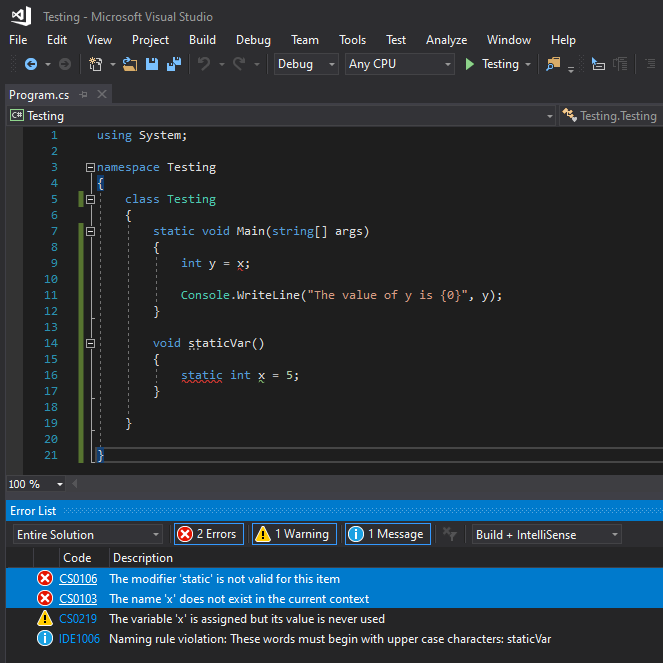 Testing - Microsoft Visual Studio
File Edit View Project Build Debug Team Tools Test Analyze Window Help
Debug Any CPU Testing
Program.cs
C# Testing Testing.Testing
1 using System;
2
3 namespace Testing
4 {
5 class Testing
6 {
7 static void Main(string[] args)
8 {
9 int y = x;
10
11 Console.WriteLine("The value of y is {0}", y);
12 }
13
14 void staticVar()
15 {
16 static int x = 5;
17 }
18
19 }
20
21 }
100 %
Error List
Entire Solution 2 Errors 1 Warning 1 Message Build + IntelliSense
Code Description
CS0106 The modifier 'static' is not valid for this item
CS0103 The name 'x' does not exist in the current context
CS0219 The variable 'x' is assigned but its value is never used
IDE1006 Naming rule violation: These words must begin with upper case characters: staticVar